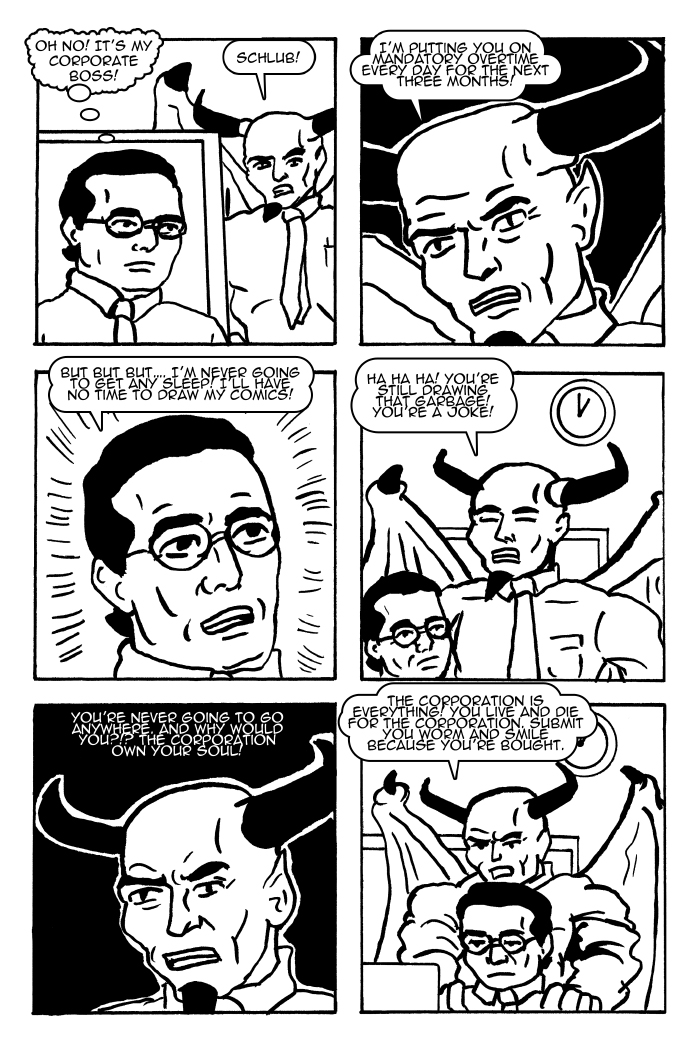 OH NO! IT'S MY
CORPORATE
BOSS!
SCHLUB!
I'M PUTTING YOU ON
MANDATORY OVERTIME
EVERY DAY FOR THE NEXT
THREE MONTHS!
BUT BUT BUT.... I'M NEVER GOING
TO GET ANY SLEEP! I'LL HAVE
NO TIME TO DRAW MY COMICS!
HA HA HA! YOU'RE
STILL DRAWING
THAT GARBAGE!
YOU'RE A JOKE!
YOU'RE NEVER GOING TO GO
ANYWHERE. AND WHY WOULD
YOU?!? THE CORPORATION
OWN YOUR SOUL!
THE CORPORATION IS
EVERYTHING! YOU LIVE AND DIE
FOR THE CORPORATION. SUBMIT
YOU WORM AND SMILE
BECAUSE YOU'RE BOUGHT.